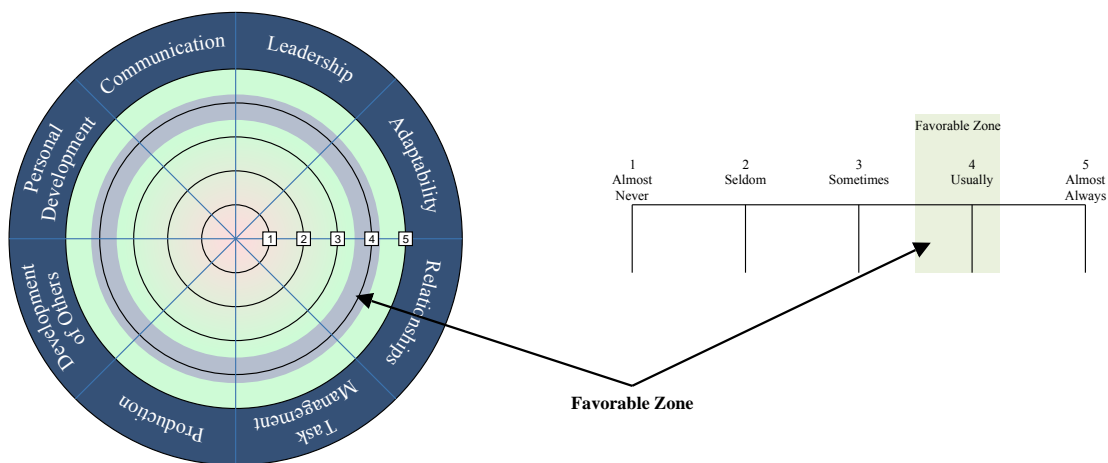 Communication
Leadership
Adaptability
Relationships
Task
Management
Production
Development
of Others
Personal
Development
1
2
3
4
5
Favorable Zone
1
Almost
Never
2
Seldom
3
Sometimes
4
Usually
5
Almost
Always
Favorable Zone